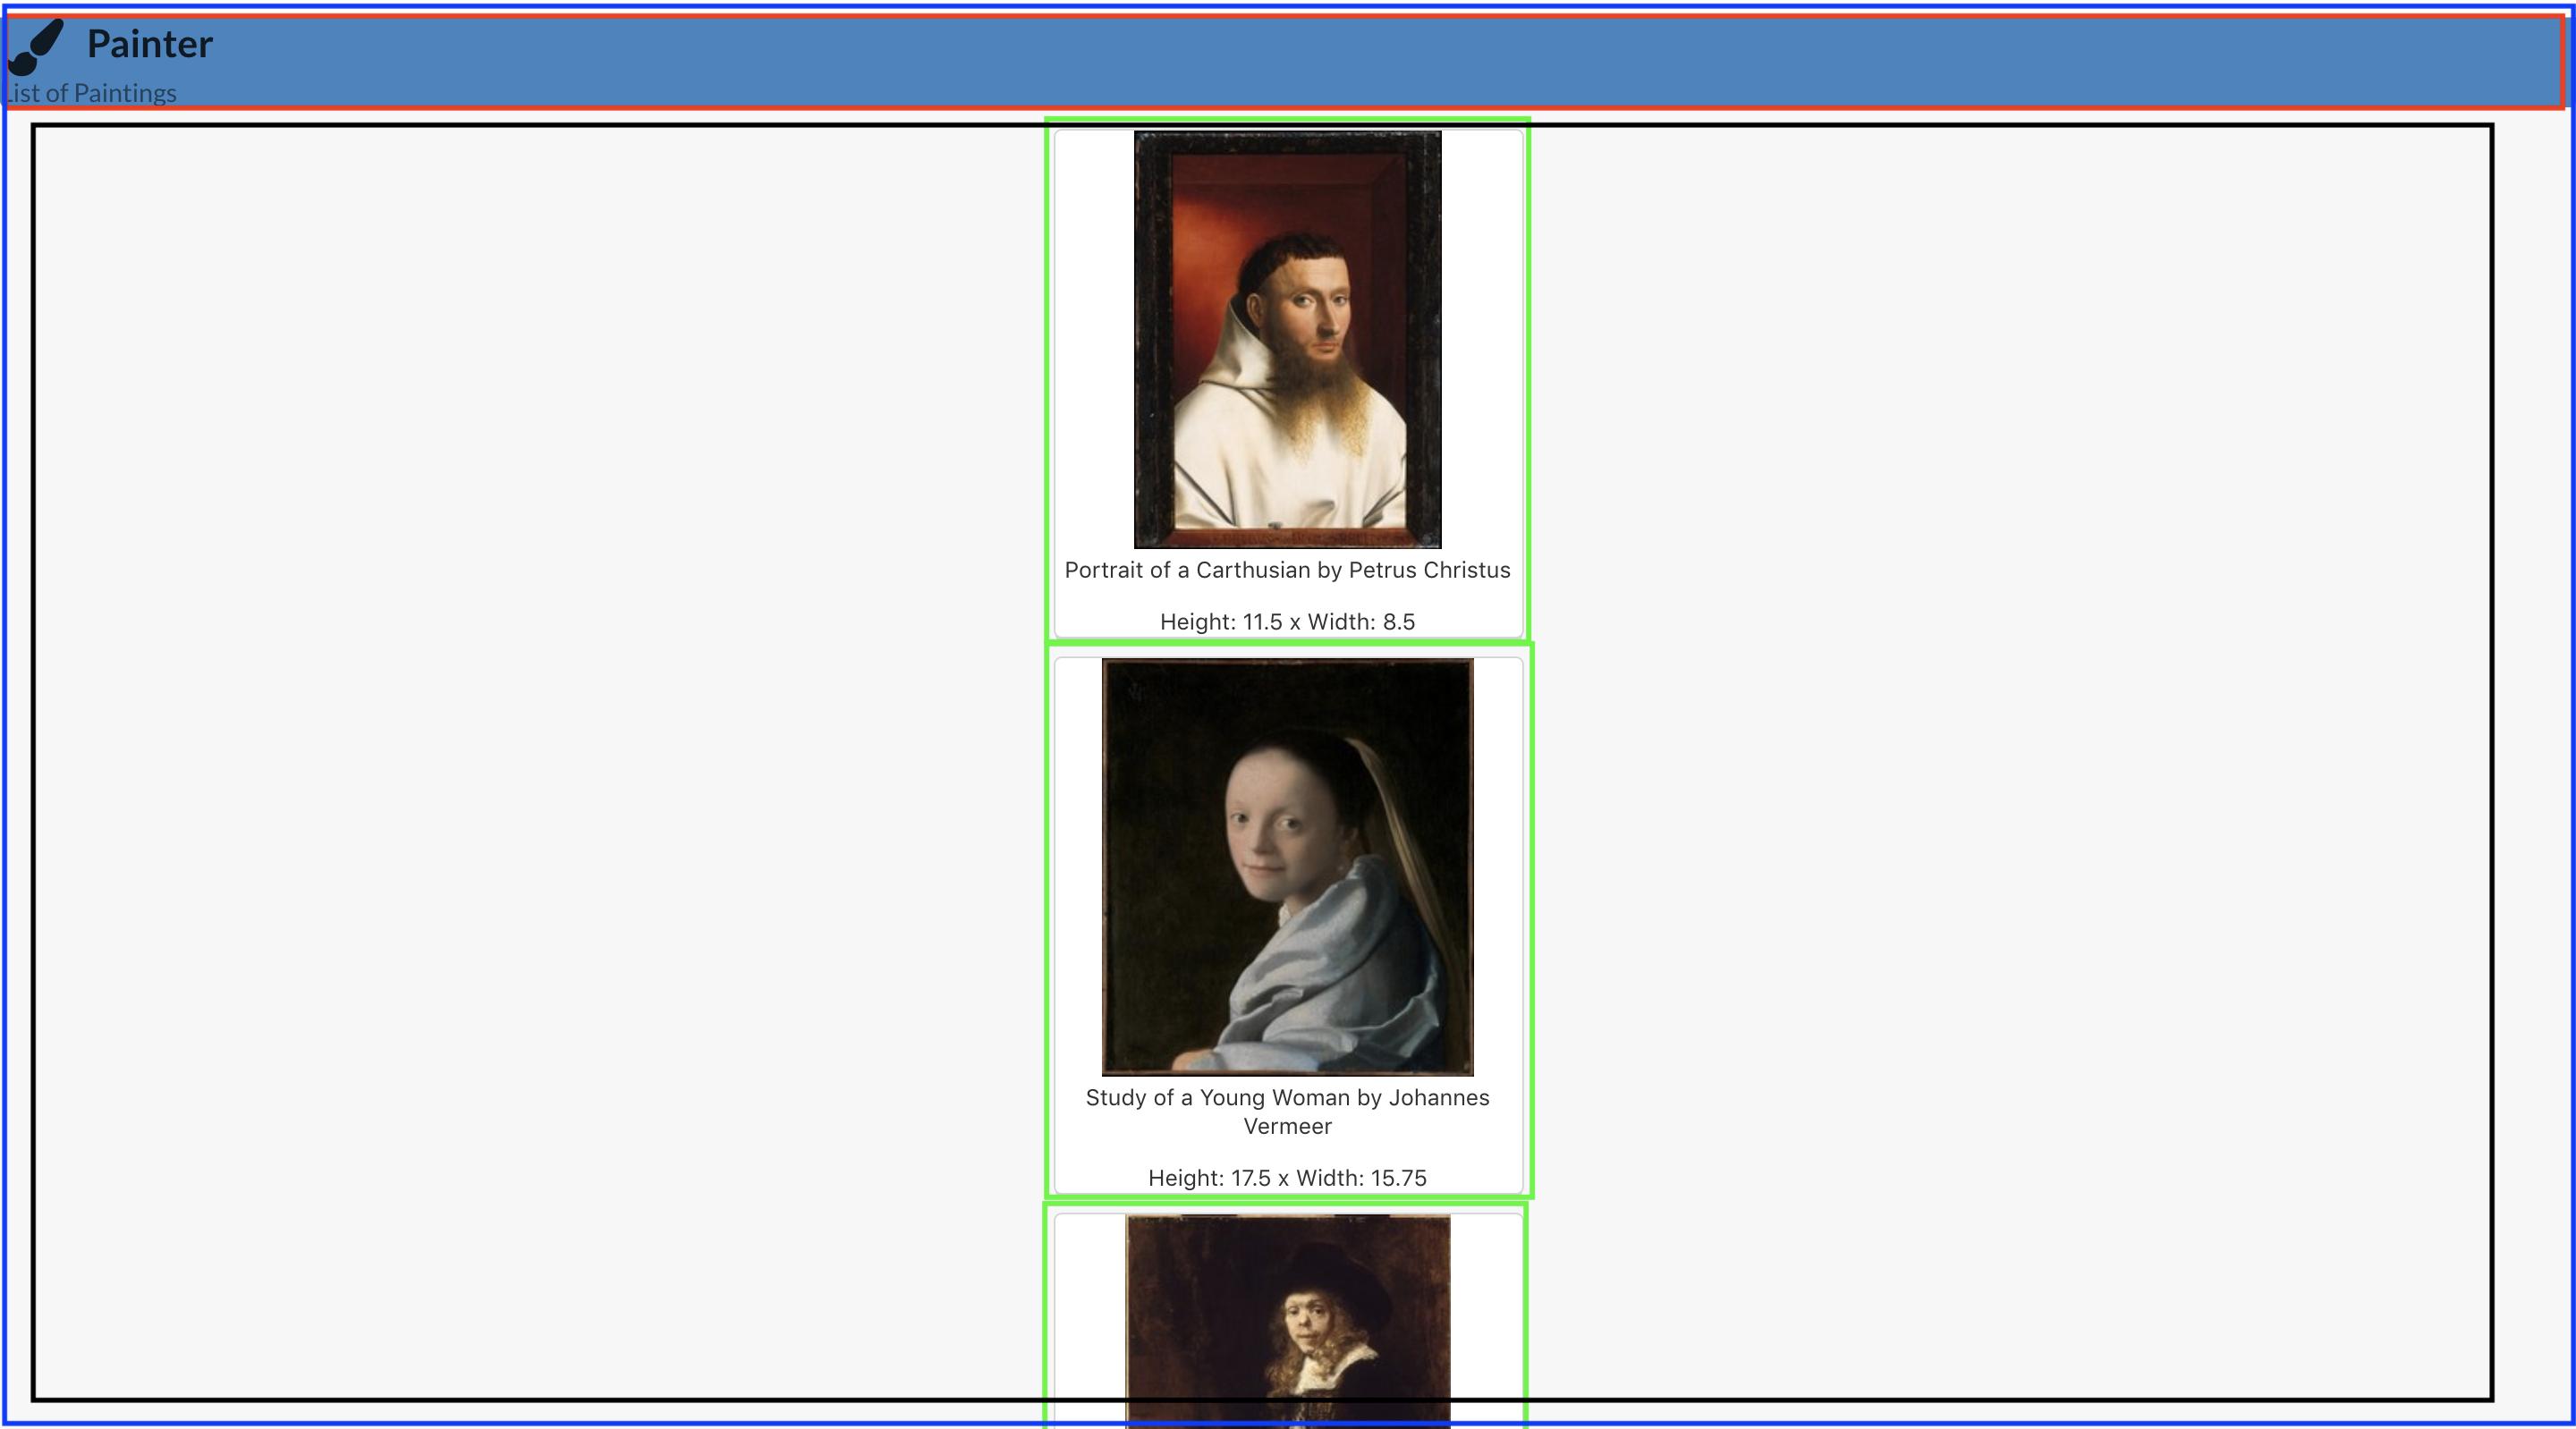 Painter
List of Paintings
Portrait of a Carthusian by Petrus Christus
Height: 11.5 x Width: 8.5
Study of a Young Woman by Johannes
Vermeer
Height: 17.5 x Width: 15.75